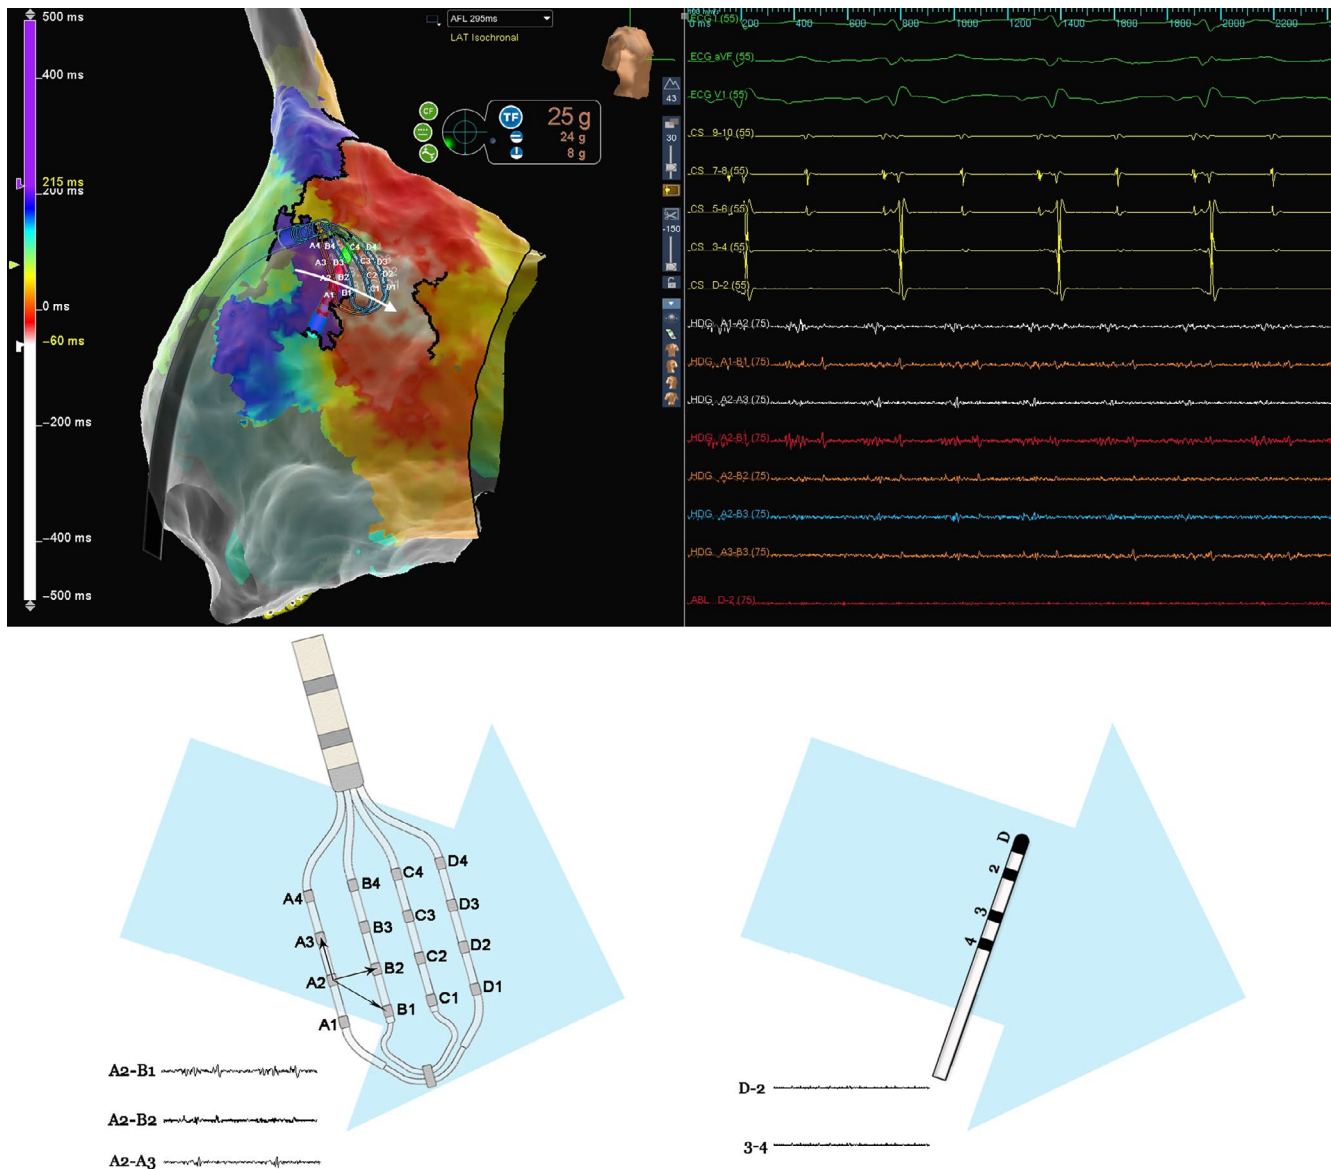 500 ms
400 ms
215 ms
200 ms
0 ms
-60 ms
-200 ms
-400 ms
-500 ms
AFL 295ms
LAT Isochronal
CF
TF
25 g
24 g
8 g
43
30
-150
A4 B4 C4 D4
A3 B3 C3 D3
A2 B2 C2 D2
A1 B1 C1 D1
0 ms 200 400 600 800 1000 1200 1400 1600 1800 2000 2200
ECG I (55)
ECG aVF (55)
ECG V1 (55)
CS 9-10 (55)
CS 7-8 (55)
CS 5-6 (55)
CS 3-4 (55)
CS D-2 (55)
HDG A1-A2 (75)
HDG A1-B1 (75)
HDG A2-A3 (75)
HDG A2-B1 (75)
HDG A2-B2 (75)
HDG A2-B3 (75)
HDG A3-B3 (75)
ABL D-2 (75)
A4 B4 C4 D4
A3 B3 C3 D3
A2 B2 C2 D2
A1 B1 C1 D1
A2-B1
A2-B2
A2-A3
D
2
3
4
D-2
3-4